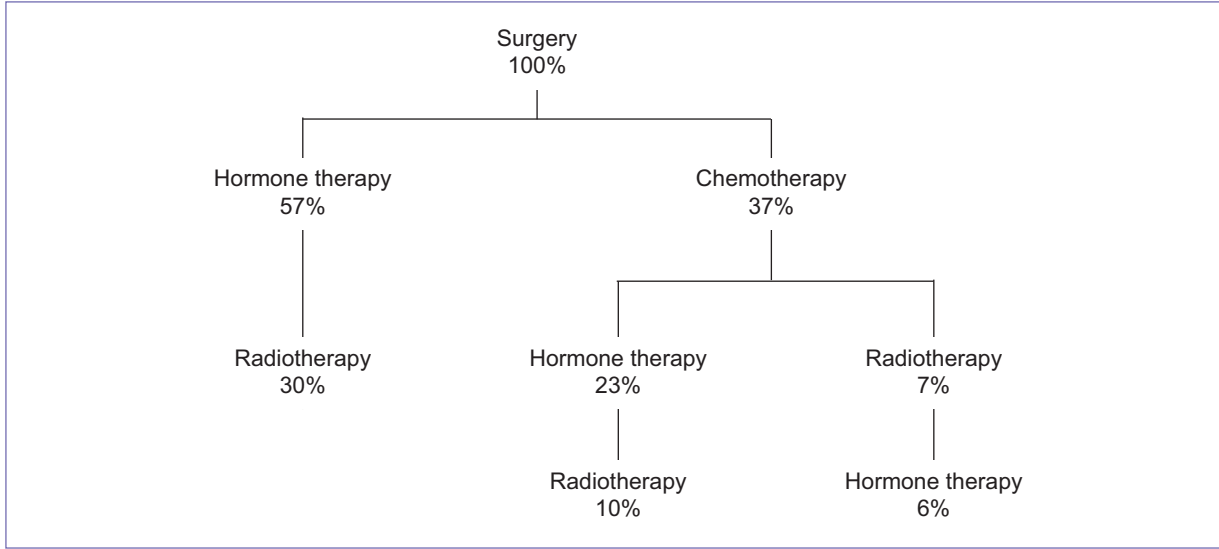 Surgery
100%
Hormone therapy
57%
Chemotherapy
37%
Radiotherapy
30%
Hormone therapy
23%
Radiotherapy
7%
Radiotherapy
10%
Hormone therapy
6%